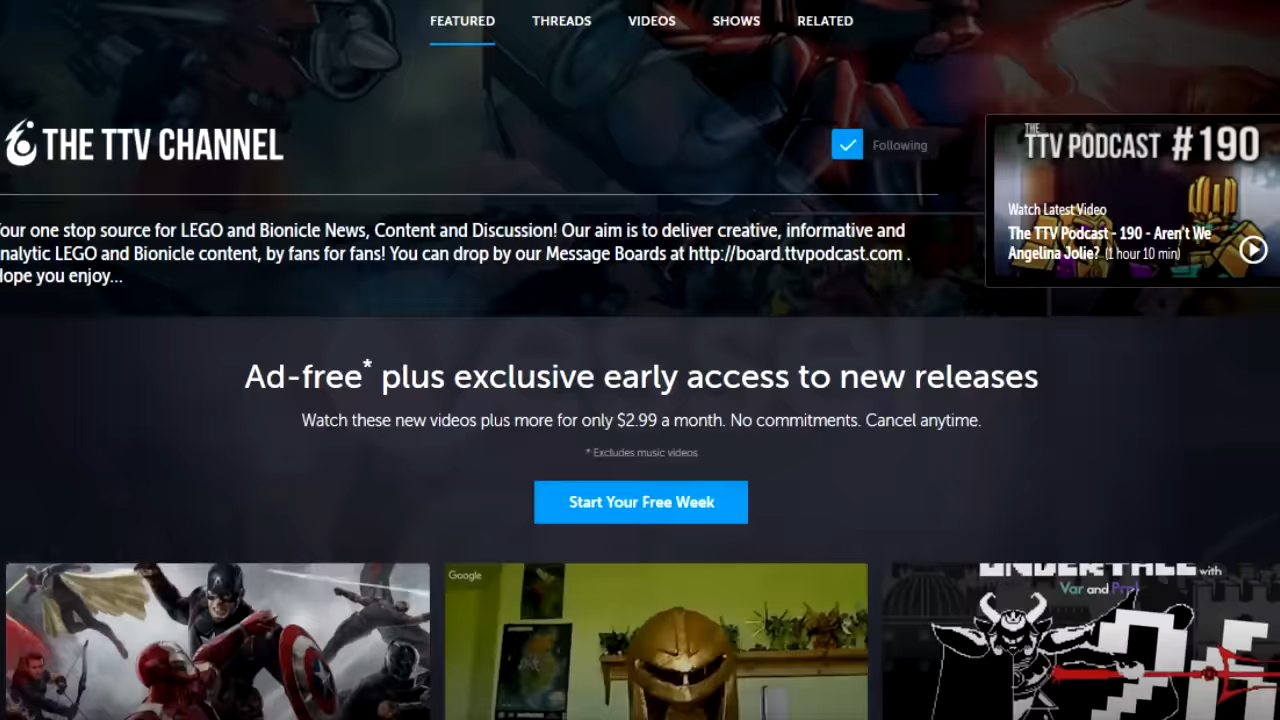 FEATURED THREADS VIDEOS SHOWS RELATED
THE TTV CHANNEL
Following
THE
TTV PODCAST #190
Watch Latest Video
The TTV Podcast - 190 - Aren't We
Angelina Jolie? (1 hour 10 min)
our one stop source for LEGO and Bionicle News, Content and Discussion! Our aim is to deliver creative, informative and
nalytic LEGO and Bionicle content, by fans for fans! You can drop by our Message Boards at http://board.ttvpodcast.com .
ope you enjoy...
Ad-free* plus exclusive early access to new releases
Watch these new videos plus more for only $2.99 a month. No commitments. Cancel anytime.
* Excludes music videos
Start Your Free Week
Google
UNDERTALE with
Var and